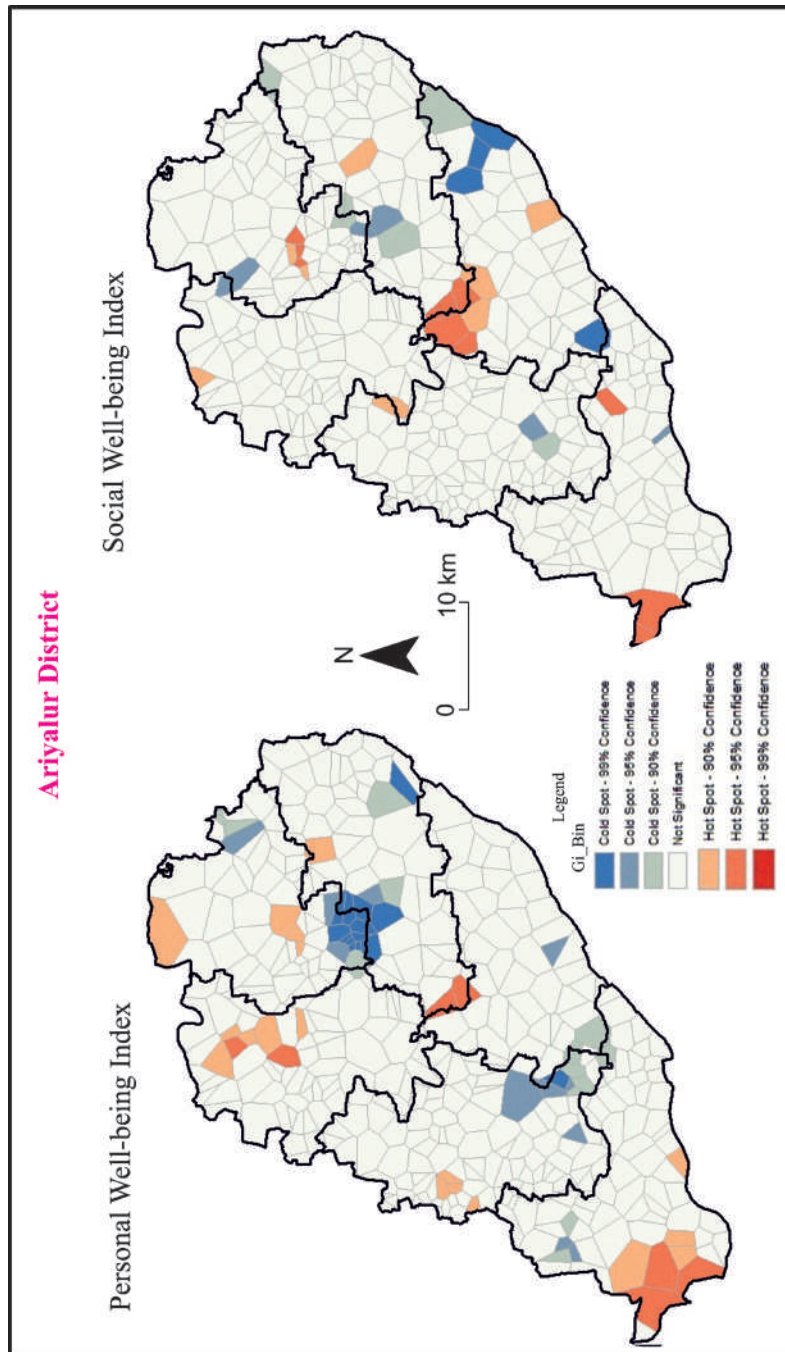 Ariyalur District
Personal Well-being Index
Social Well-being Index
N
0
10 km
Legend
Gi_Bin
Cold Spot - 99% Confidence
Cold Spot - 95% Confidence
Cold Spot - 90% Confidence
Not Significant
Hot Spot - 90% Confidence
Hot Spot - 95% Confidence
Hot Spot - 99% Confidence